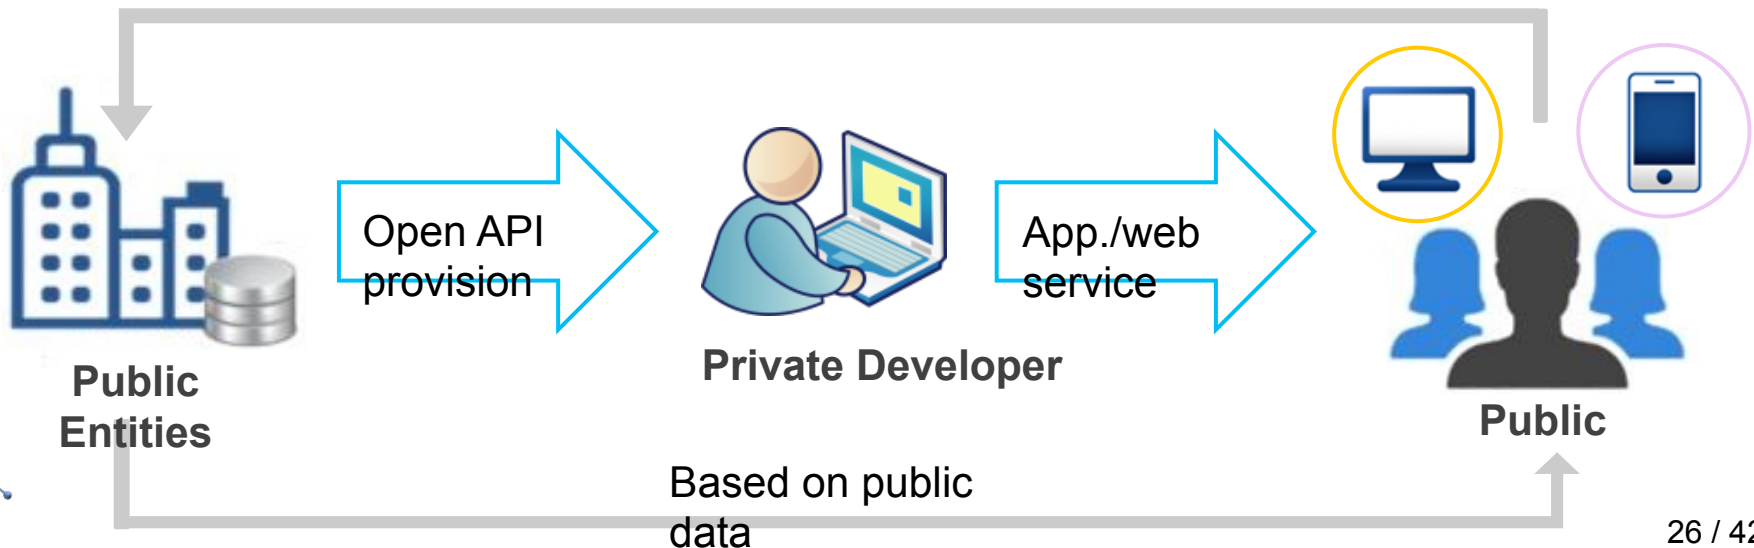 Open API
provision
App./web
service
Private Developer
Public
Entities
Public
Based on public
data
26 / 42